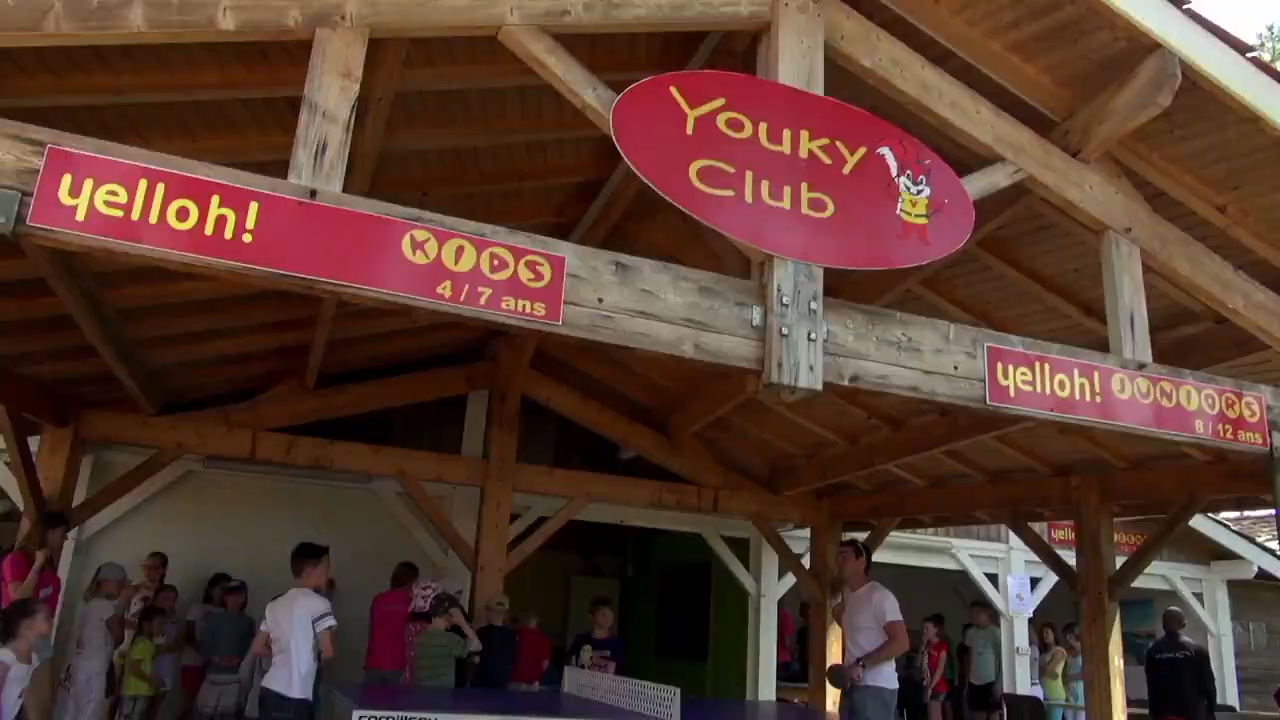 Youky
Club
yelloh! KIDS
4 / 7 ans
yelloh! JUNIORS
8 / 12 ans